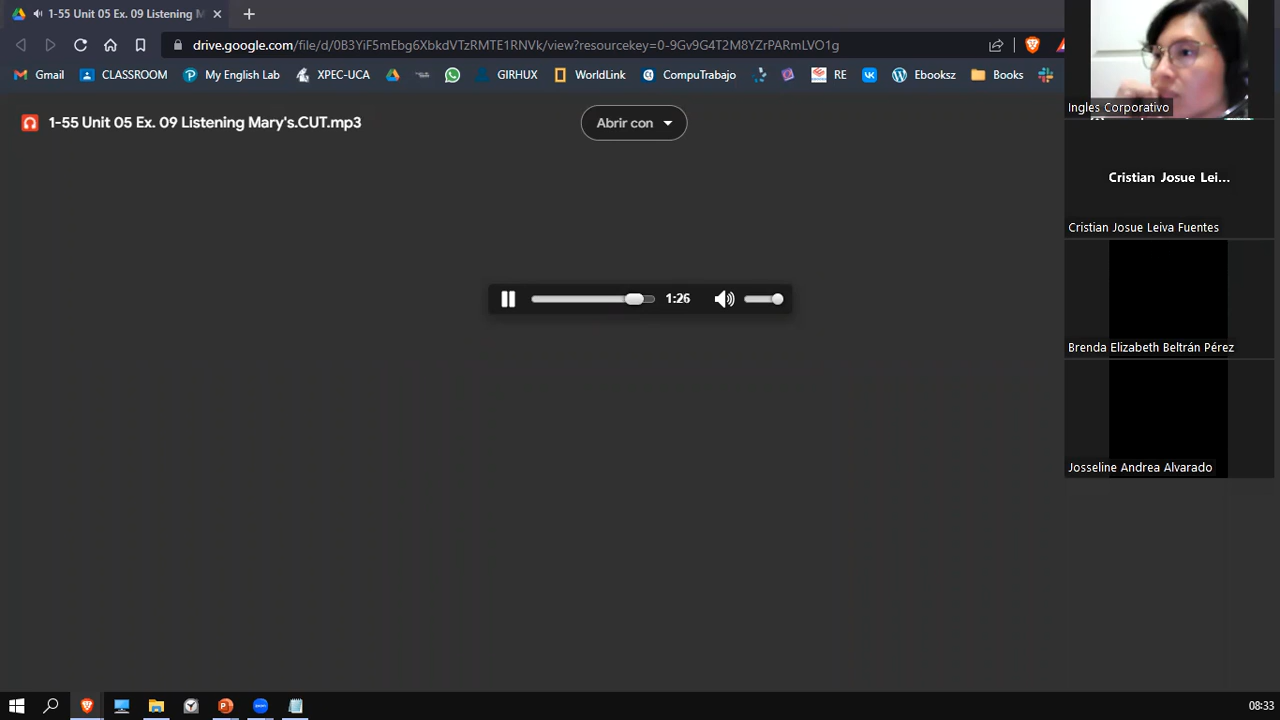 1-55 Unit 05 Ex. 09 Listening M
drive.google.com/file/d/0B3YiF5mEbg6XbkdVTzRMTE1RNVk/view?resourcekey=0-9Gv9G4T2M8YZrPARmLVO1g
Gmail CLASSROOM My English Lab XPEC-UCA GIRHUX WorldLink CompuTrabajo RE Ebooksz Books
1-55 Unit 05 Ex. 09 Listening Mary's.CUT.mp3
Abrir con
Ingles Corporativo
Cristian Josue Lei...
Cristian Josue Leiva Fuentes
1:26
Brenda Elizabeth Beltrán Pérez
Josseline Andrea Alvarado
08:33